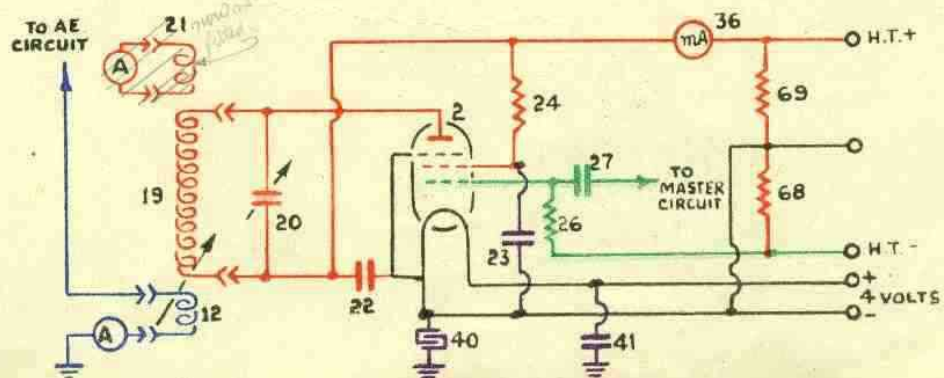 TO AE
CIRCUIT
21
A
36
mA
H.T.+
24
2
69
27
TO
MASTER
CIRCUIT
19
20
26
68
23
22
H.T.-
+
4 VOLTS
-
12
A
40
41